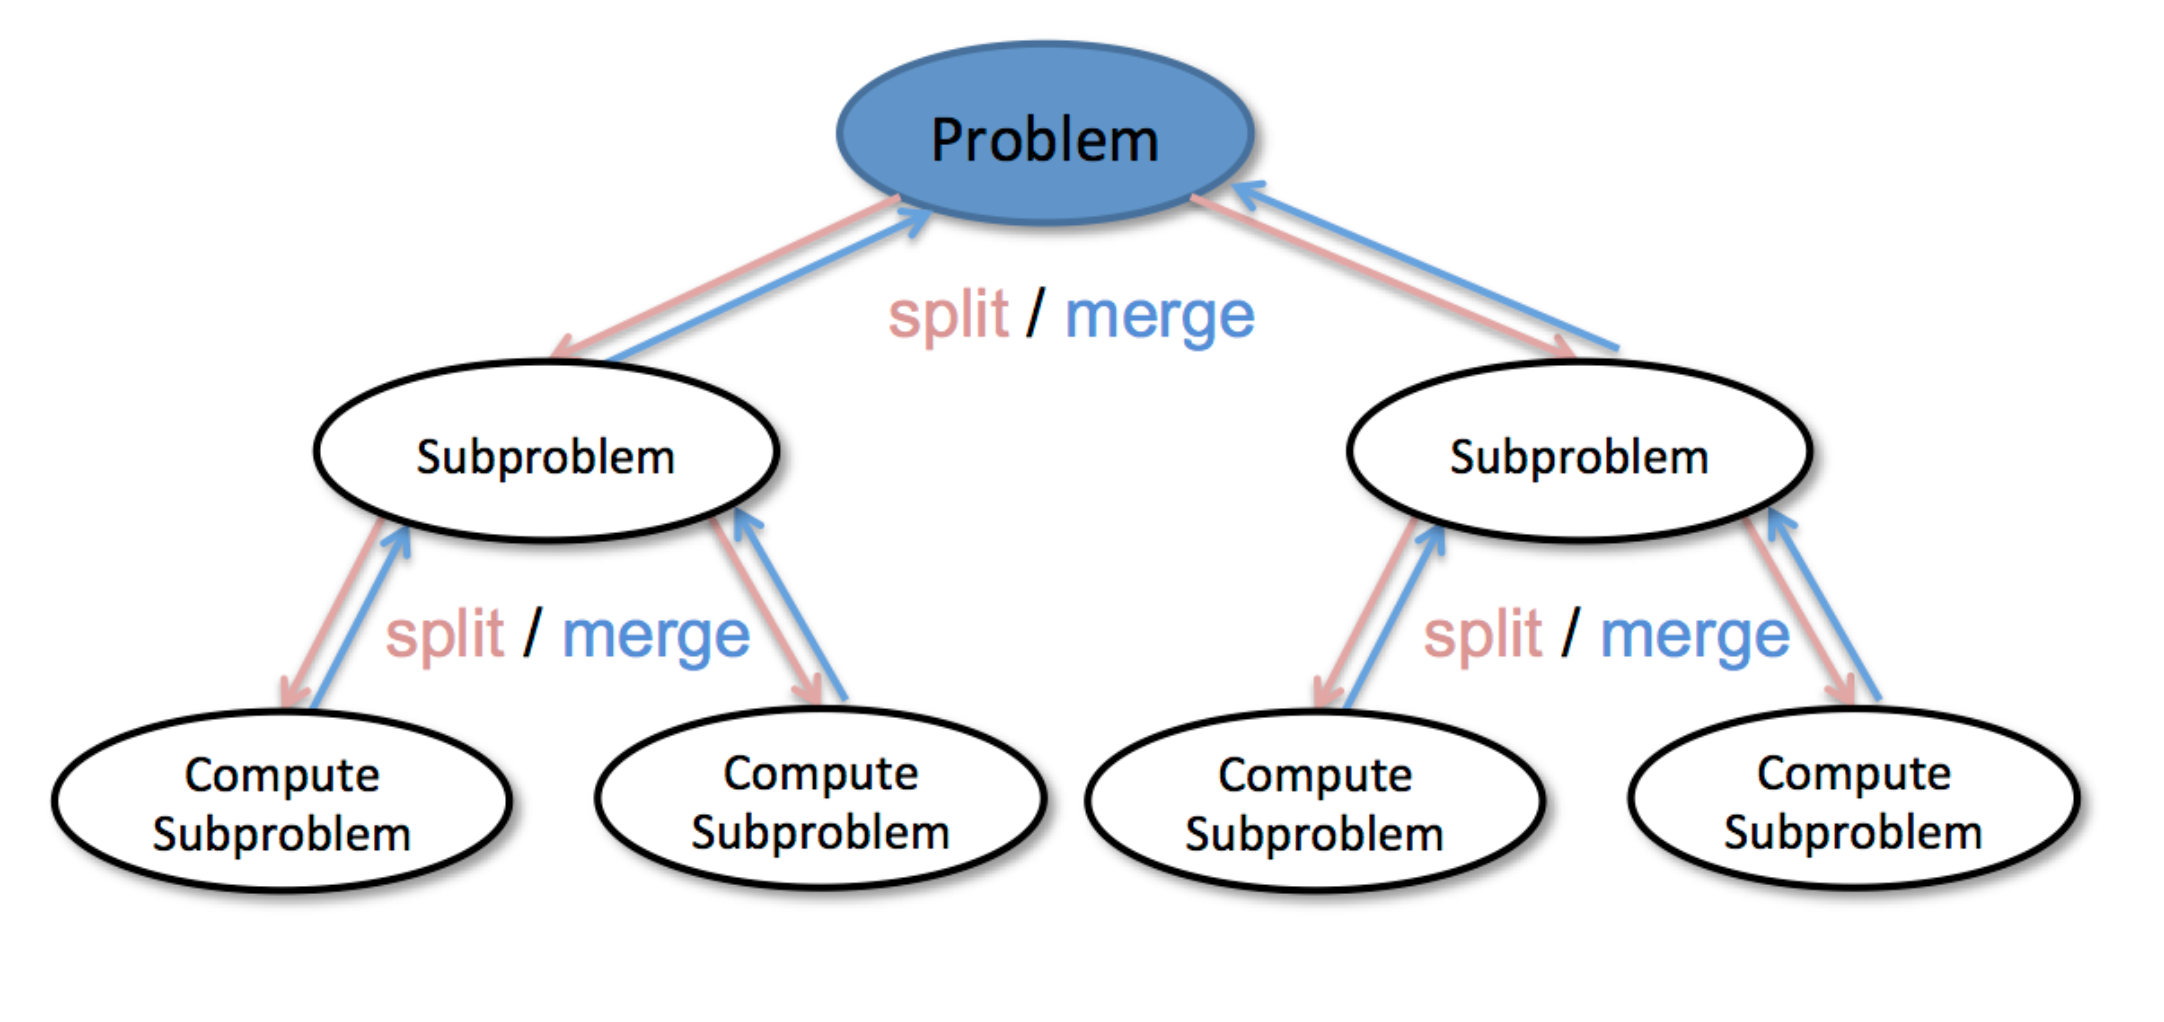 Problem
split / merge
Subproblem
Subproblem
split / merge
split / merge
Compute
Subproblem
Compute
Subproblem
Compute
Subproblem
Compute
Subproblem